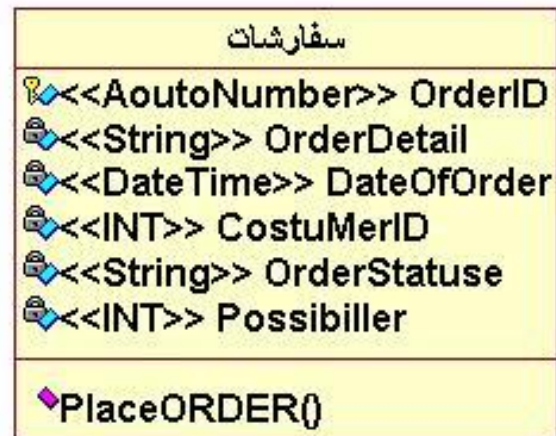 سفارشات
<<AoutoNumber>> OrderID
<<String>> OrderDetail
<<DateTime>> DateOfOrder
<<INT>> CostuMerID
<<String>> OrderStatuse
<<INT>> Possibiller
PlaceORDER()